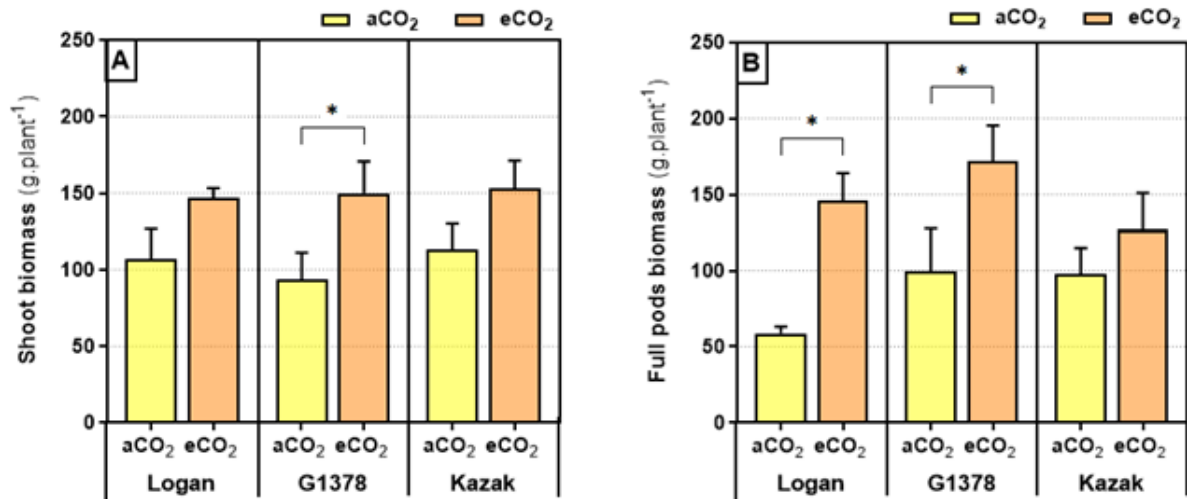 aCO₂ eCO₂
A
Shoot biomass (g.plant⁻¹)
250
200
150
100
50
0
*
aCO₂ eCO₂ aCO₂ eCO₂ aCO₂ eCO₂
Logan G1378 Kazak
aCO₂ eCO₂
B
Full pods biomass (g.plant⁻¹)
250
200
150
100
50
0
*
*
aCO₂ eCO₂ aCO₂ eCO₂ aCO₂ eCO₂
Logan G1378 Kazak